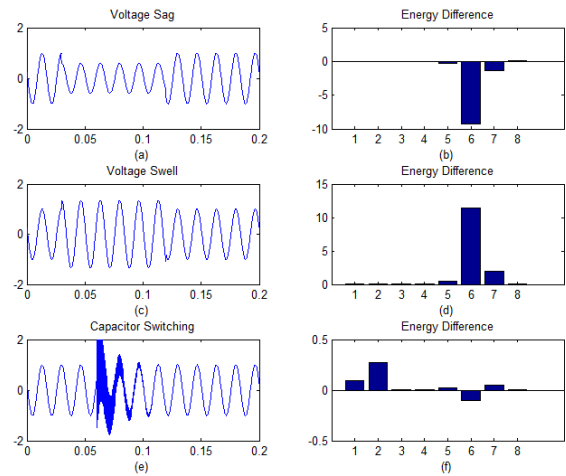 Voltage Sag
2
0
-2
0 0.05 0.1 0.15 0.2
(a)
Energy Difference
5
0
-5
-10
1 2 3 4 5 6 7 8
(b)
Voltage Swell
2
0
-2
0 0.05 0.1 0.15 0.2
(c)
Energy Difference
15
10
5
0
1 2 3 4 5 6 7 8
(d)
Capacitor Switching
2
0
-2
0 0.05 0.1 0.15 0.2
(e)
Energy Difference
0.5
0
-0.5
1 2 3 4 5 6 7 8
(f)